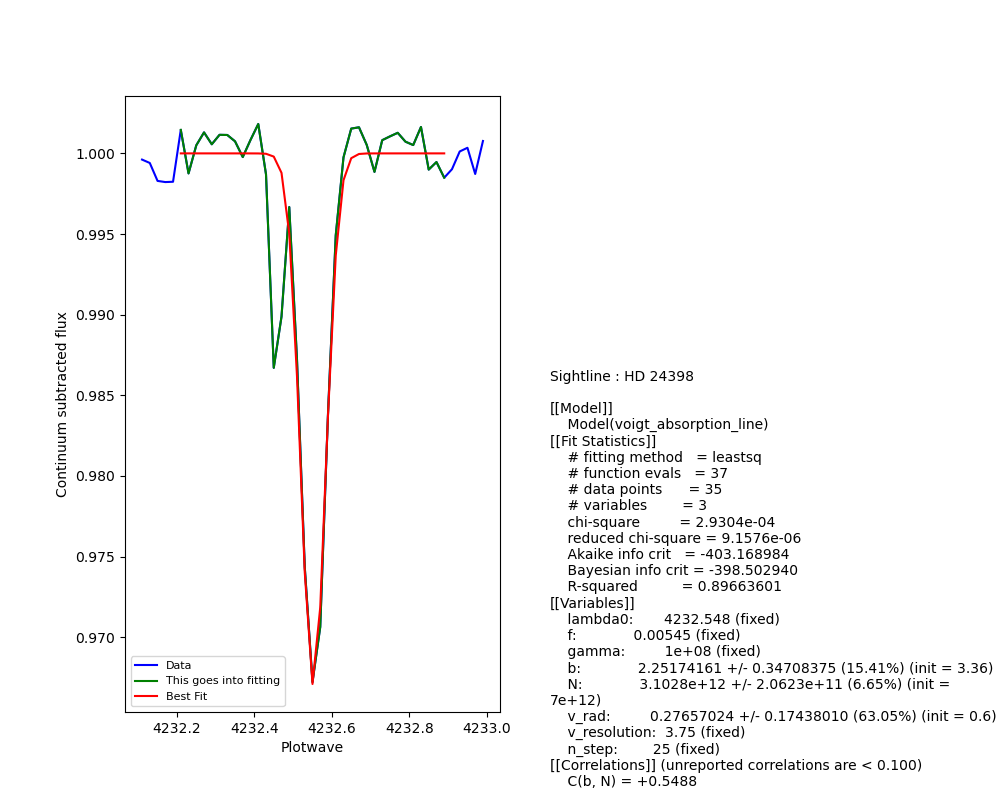 1.000
0.995
0.990
0.985
0.980
0.975
0.970
Continuum subtracted flux
Data
This goes into fitting
Best Fit
4232.2 4232.4 4232.6 4232.8 4233.0
Plotwave
Sightline : HD 24398
[[Model]]
Model(voigt_absorption_line)
[[Fit Statistics]]
# fitting method = leastsq
# function evals = 37
# data points = 35
# variables = 3
chi-square = 2.9304e-04
reduced chi-square = 9.1576e-06
Akaike info crit = -403.168984
Bayesian info crit = -398.502940
R-squared = 0.89663601
[[Variables]]
lambda0: 4232.548 (fixed)
f: 0.00545 (fixed)
gamma: 1e+08 (fixed)
b: 2.25174161 +/- 0.34708375 (15.41%) (init = 3.36)
N: 3.1028e+12 +/- 2.0623e+11 (6.65%) (init =
7e+12)
v_rad: 0.27657024 +/- 0.17438010 (63.05%) (init = 0.6)
v_resolution: 3.75 (fixed)
n_step: 25 (fixed)
[[Correlations]] (unreported correlations are < 0.100)
C(b, N) = +0.5488